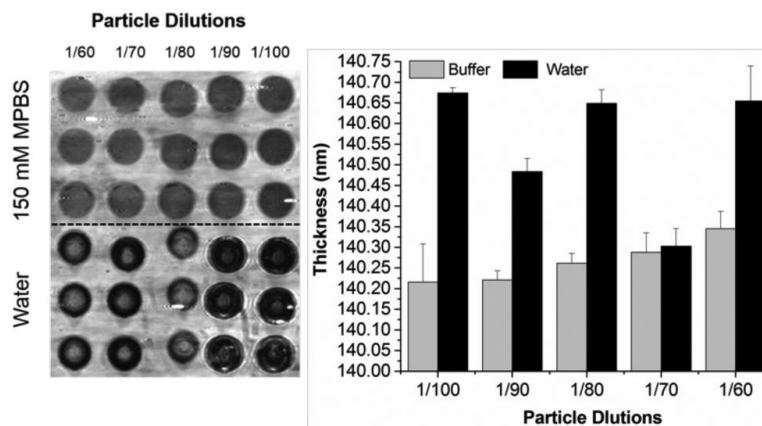 Particle Dilutions
1/60 1/70 1/80 1/90 1/100
150 mM MPBS
Water
Buffer Water
Thickness (nm)
140.75
140.70
140.65
140.60
140.55
140.50
140.45
140.40
140.35
140.30
140.25
140.20
140.15
140.10
140.05
140.00
1/100 1/90 1/80 1/70 1/60
Particle Dlutions